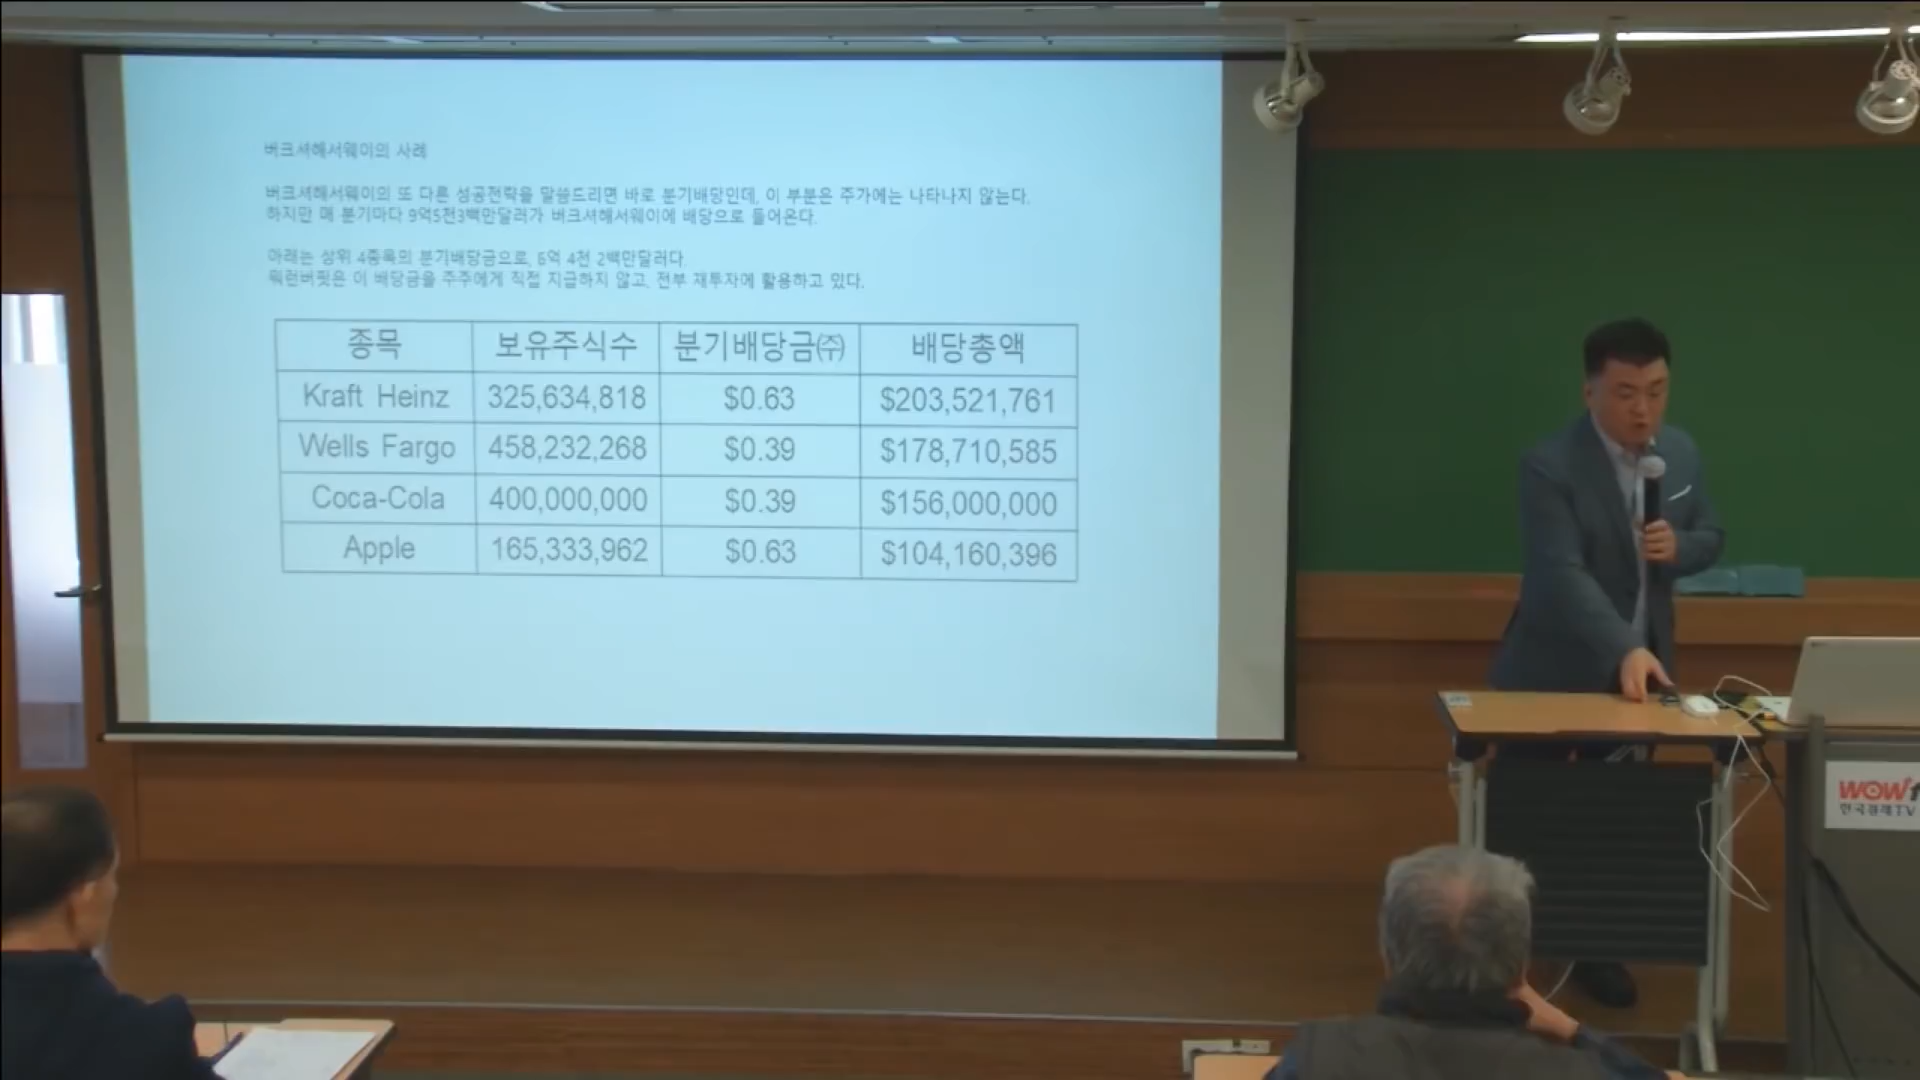 버크셔해서웨이의 사례
버크셔해서웨이의 또 다른 성공전략을 말씀드리면 바로 분기배당인데, 이 부분은 주가에는 나타나지 않는다.
하지만 매 분기마다 9억5천3백만달러가 버크셔해서웨이에 배당으로 들어온다.
아래는 상위 4종목의 분기배당금으로, 6억 4천 2백만달러다.
워런버핏은 이 배당금을 주주에게 직접 지급하지 않고, 전부 재투자에 활용하고 있다.
종목 보유주식수 분기배당금㈜ 배당총액
Kraft Heinz 325,634,818 $0.63 $203,521,761
Wells Fargo 458,232,268 $0.39 $178,710,585
Coca-Cola 400,000,000 $0.39 $156,000,000
Apple 165,333,962 $0.63 $104,160,396
WOW
한국경제TV